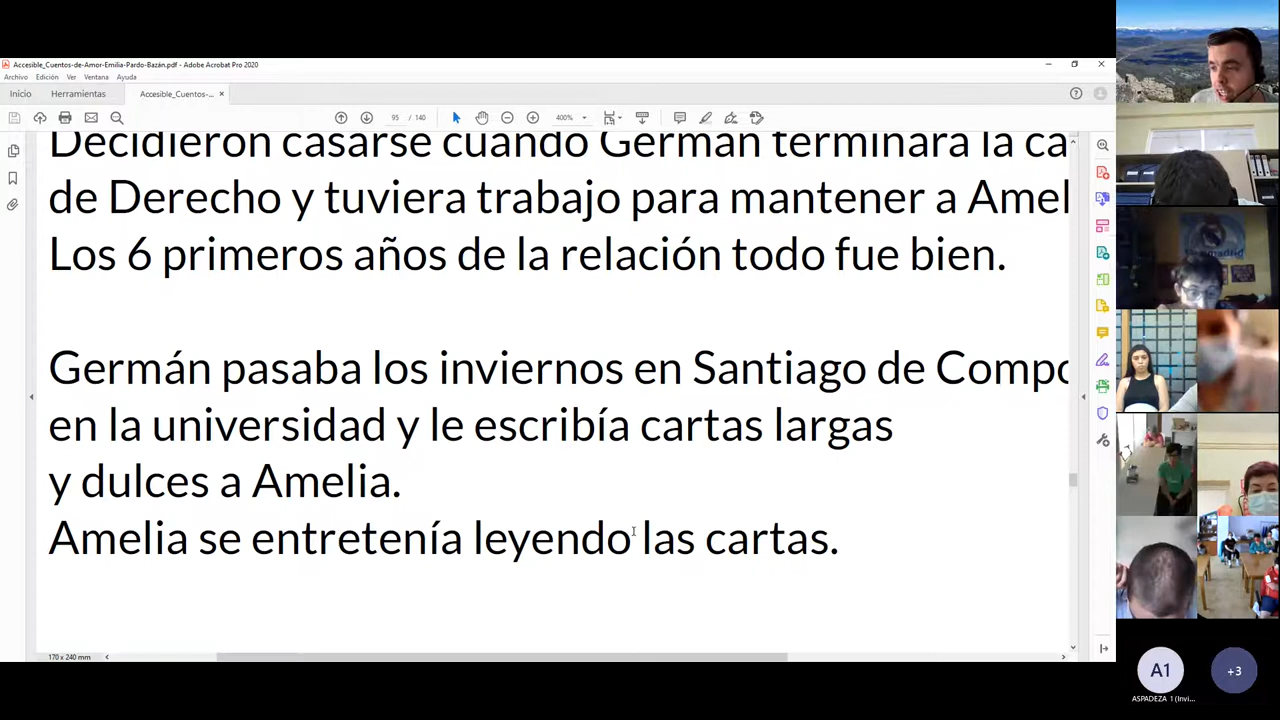 Accesible_Cuentos-de-Amor-Emilia-Pardo-Bazán.pdf - Adobe Acrobat Pro 2020
Archivo Edición Ver Ventana Ayuda
Inicio Herramientas Accesible_Cuentos-...
95 / 140 400%
Decidieron casarse cuando Germán terminara la ca
de Derecho y tuviera trabajo para mantener a Amel
Los 6 primeros años de la relación todo fue bien.
Germán pasaba los inviernos en Santiago de Compo
en la universidad y le escribía cartas largas
y dulces a Amelia.
Amelia se entretenía leyendo las cartas.
170 x 240 mm
A1
+3
ASPADEZA 1 (Invi...